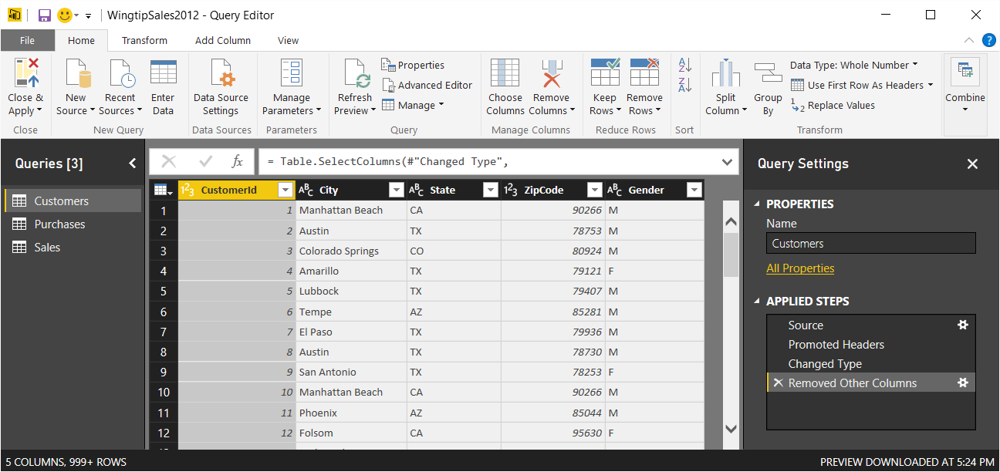 WingtipSales2012 - Query Editor
File Home Transform Add Column View
Close & Apply
New Source
Recent Sources
Enter Data
Data Source Settings
Manage Parameters
Refresh Preview
Properties
Advanced Editor
Manage
Choose Columns
Remove Columns
Keep Rows
Remove Rows
A Z
Z A
Split Column
Group By
Data Type: Whole Number
Use First Row As Headers
1 2 Replace Values
Combine
Close New Query Data Sources Parameters Query Manage Columns Reduce Rows Sort Transform
Queries [3]
Customers
Purchases
Sales
fx = Table.SelectColumns(#"Changed Type",
123 CustomerId ABC City ABC State 123 ZipCode ABC Gender
1 1 Manhattan Beach CA 90266 M
2 2 Austin TX 78753 M
3 3 Colorado Springs CO 80924 M
4 4 Amarillo TX 79121 F
5 5 Lubbock TX 79407 M
6 6 Tempe AZ 85281 M
7 7 El Paso TX 79936 M
8 8 Austin TX 78730 M
9 9 San Antonio TX 78253 F
10 10 Manhattan Beach CA 90266 M
11 11 Phoenix AZ 85044 M
12 12 Folsom CA 95630 F
Query Settings
PROPERTIES
Name
Customers
All Properties
APPLIED STEPS
Source
Promoted Headers
Changed Type
Removed Other Columns
5 COLUMNS, 999+ ROWS
PREVIEW DOWNLOADED AT 5:24 PM